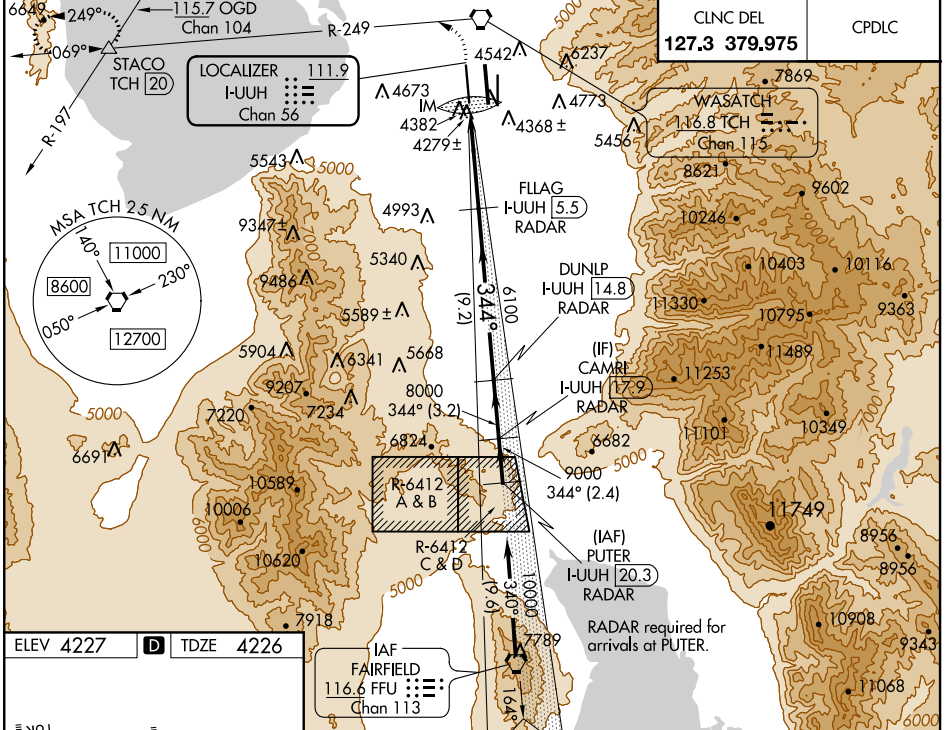 6649
249°
069°
115.7 OGD
Chan 104
R-249
STACO
TCH 20
R-197
LOCALIZER 111.9
I-UUH
Chan 56
4542
6237
CLNC DEL
127.3 379.975
CPDLC
5000
7869
4673
IM
4382
4279±
4368±
4773
5456
WASATCH
116.8 TCH
Chan 115
8621
5543
5000
9602
FLLAG
I-UUH 5.5
RADAR
4993
10246
MSA TCH 25 NM
140°
11000
8600
230°
050°
12700
9347±
5340
9486
344°
(9.2)
6100
DUNLP
I-UUH 14.8
RADAR
10403
10116
11330
10795
9363
5589±
5904
6341
5668
(IF)
CAMRI
I-UUH 17.9
RADAR
11489
11253
9207
7220
7234
8000
344° (3.2)
5000
6691
6824
6682
5000
11101
10349
9000
344° (2.4)
R-6412
A & B
10589
10006
11749
R-6412
C & D
10620
(IAF)
PUTER
I-UUH 20.3
RADAR
8956
8956
5000
340°
(9.6)
10000
RADAR required for
arrivals at PUTER.
7918
10908
9343
7789
IAF
FAIRFIELD
116.6 FFU
Chan 113
164°
11068
6000
ELEV 4227
D
TDZE 4226